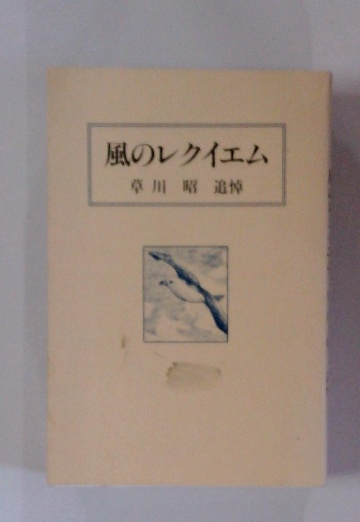 風のレクイエム
草川 昭 追悼